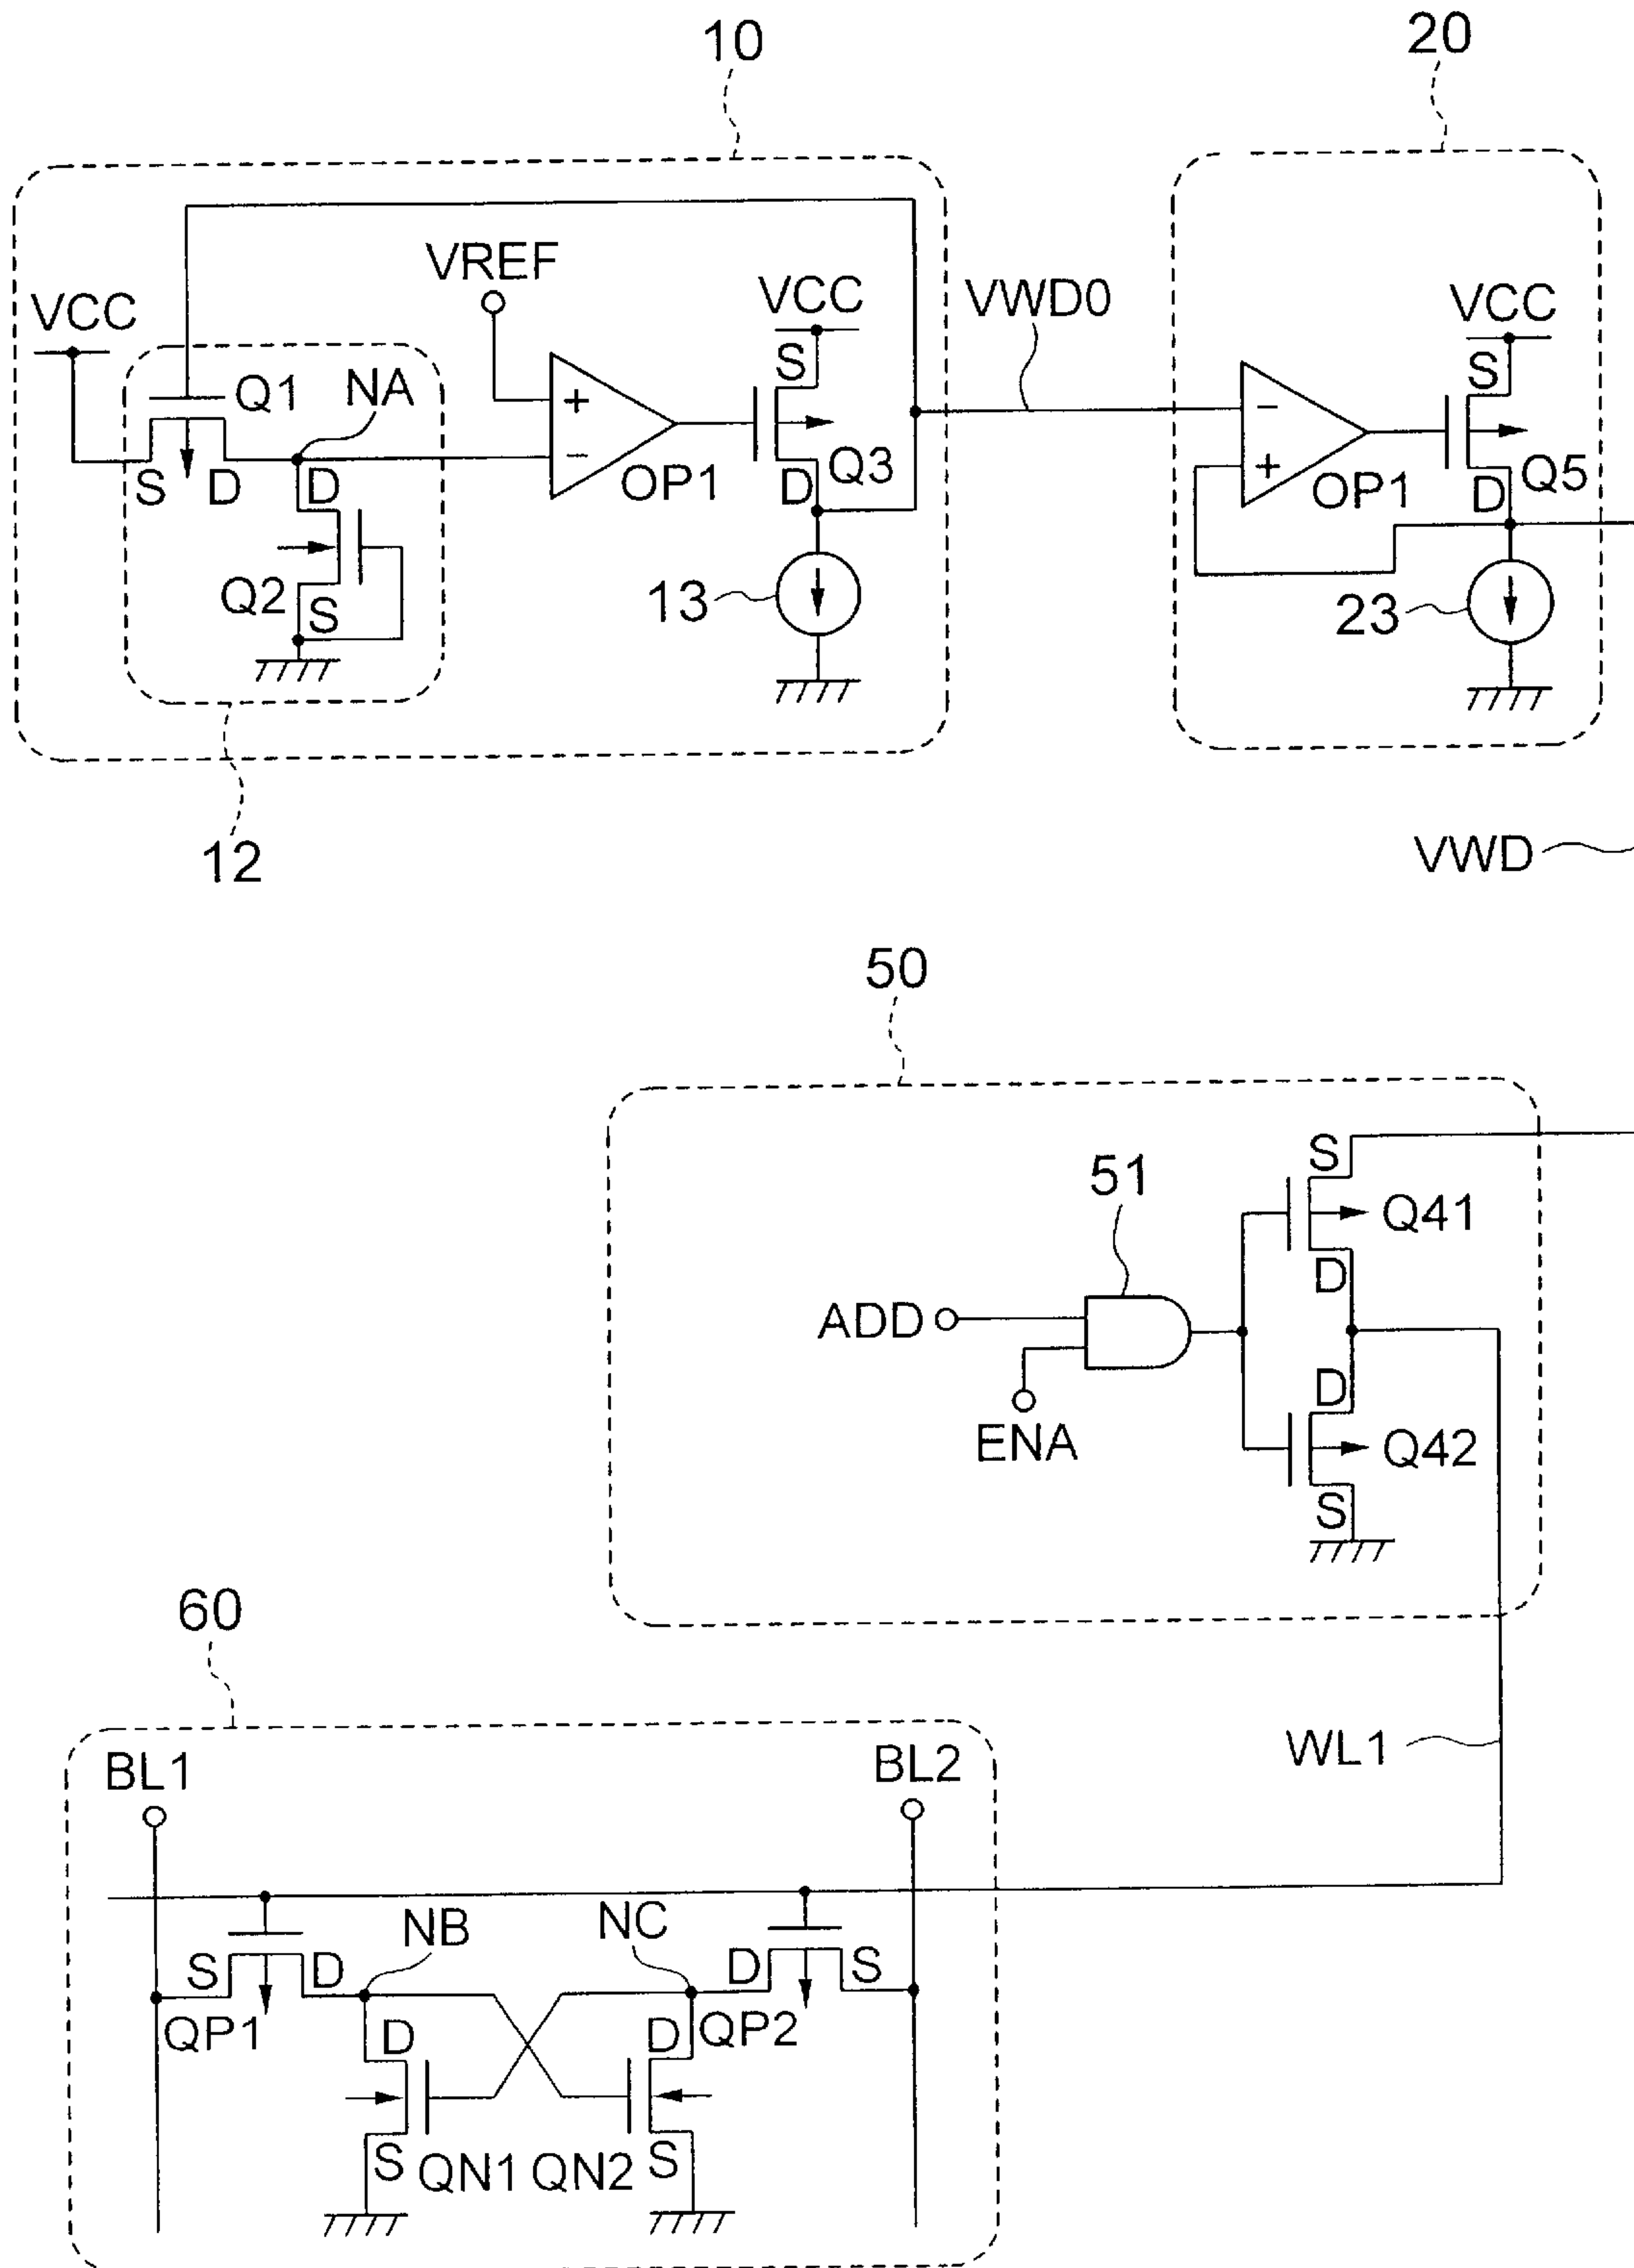 10
20
VREF
VCC
VCC
VWD0
VCC
S
S
Q1
NA
+
−
−
+
S
D
D
OP1
D
Q3
OP1
D
Q5
Q2
S
13
23
12
VWD
50
S
51
Q41
D
ADD
D
ENA
Q42
S
60
BL1
BL2
WL1
NB
NC
S
D
D
S
QP1
D
D
QP2
S
QN1
QN2
S